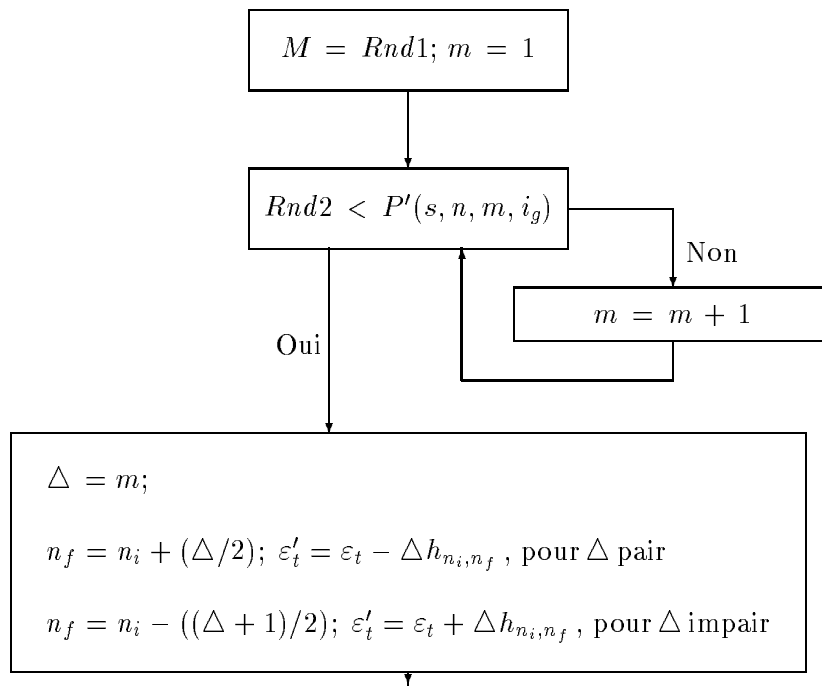 M = Rnd1; m = 1
Rnd2 < P′(s, n, m, i_g)
Non
m = m + 1
Oui
△ = m;
n_f = n_i + (△/2); ε′_t = ε_t − △h_{n_i,n_f} , pour △ pair
n_f = n_i − ((△ + 1)/2); ε′_t = ε_t + △h_{n_i,n_f} , pour △ impair